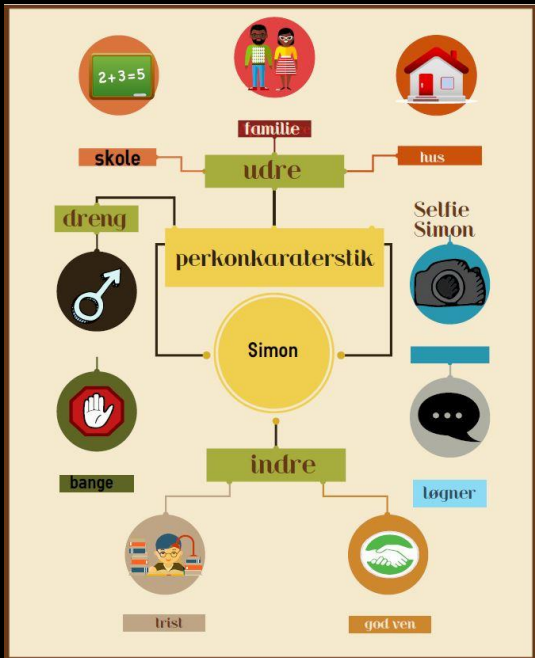 2+3=5
familie
skole
udre
hus
dreng
Selfie
Simon
perkonkaraterstik
Simon
indre
bange
løgner
trist
god ven